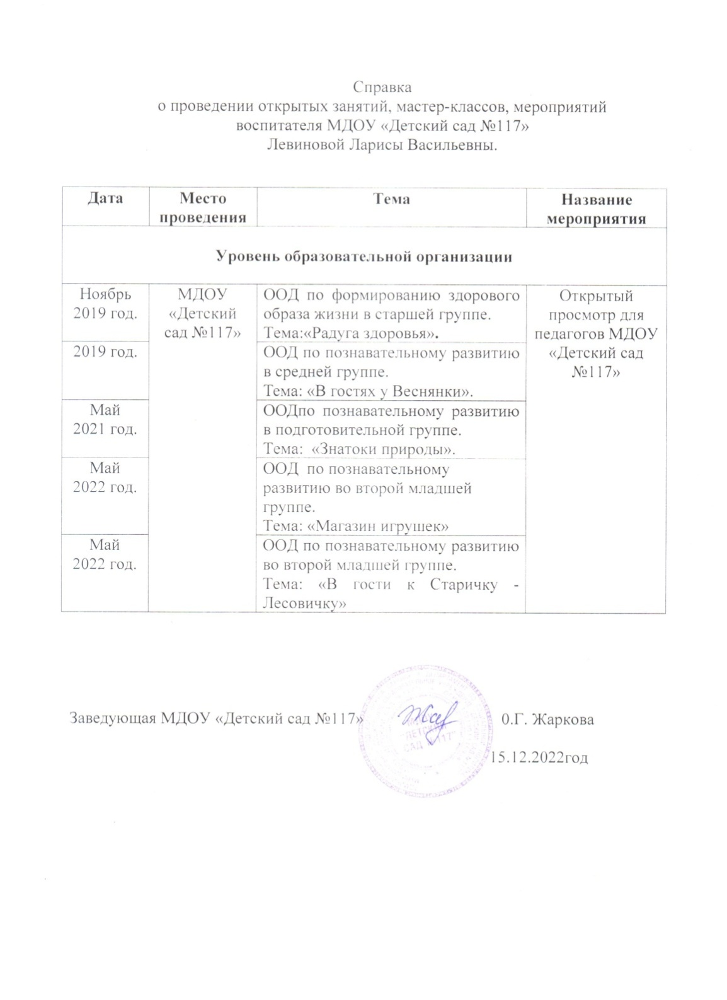 Справка
о проведении открытых занятий, мастер-классов, мероприятий
воспитателя МДОУ «Детский сад №117»
Левиновой Ларисы Васильевны.
Дата
Место
проведения
Тема
Название
мероприятия
Уровень образовательной организации
Ноябрь
2019 год.
МДОУ
«Детский
сад №117»
ООД по формированию здорового
образа жизни в старшей группе.
Тема:«Радуга здоровья».
Открытый
просмотр для
педагогов МДОУ
«Детский сад
№117»
2019 год.
ООД по познавательному развитию
в средней группе.
Тема: «В гостях у Веснянки».
Май
2021 год.
ООДпо познавательному развитию
в подготовительной группе.
Тема: «Знатоки природы».
Май
2022 год.
ООД по познавательному
развитию во второй младшей
группе.
Тема: «Магазин игрушек»
Май
2022 год.
ООД по познавательному развитию
во второй младшей группе.
Тема: «В гости к Старичку -
Лесовичку»
Заведующая МДОУ «Детский сад №117»
0.Г. Жаркова
"ДЕТСКИЙ
САД №117"
15.12.2022год